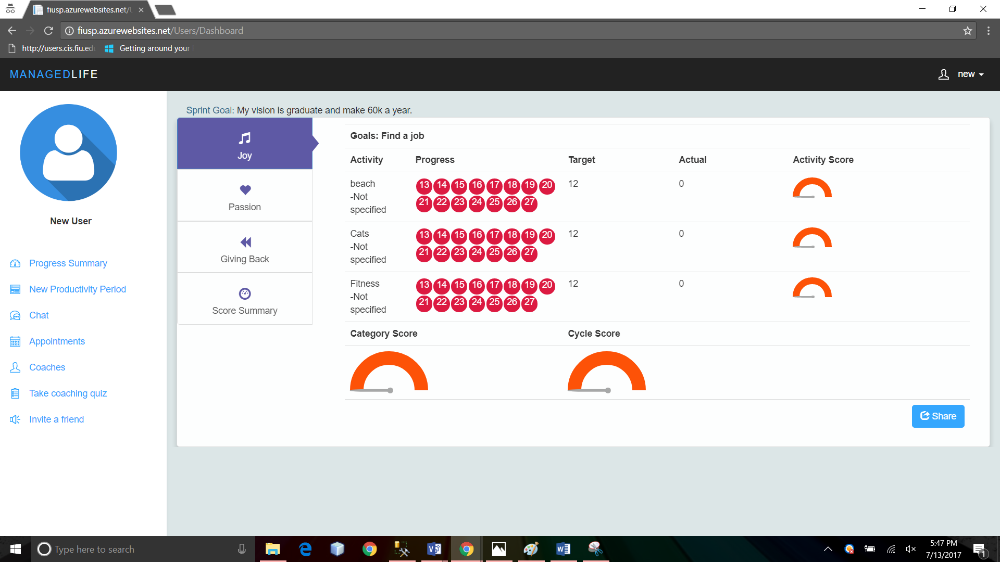 fiusp.azurewebsites.net/U
fiusp.azurewebsites.net/Users/Dashboard
http://users.cis.fiu.edu
Getting around your
MANAGEDLIFE
new
Sprint Goal: My vision is graduate and make 60k a year.
New User
Progress Summary
New Productivity Period
Chat
Appointments
Coaches
Take coaching quiz
Invite a friend
Joy
Passion
Giving Back
Score Summary
Goals: Find a job
Activity Progress Target Actual Activity Score
beach 13 14 15 16 17 18 19 20 12 0
-Not 21 22 23 24 25 26 27
specified
Cats 13 14 15 16 17 18 19 20 12 0
-Not 21 22 23 24 25 26 27
specified
Fitness 13 14 15 16 17 18 19 20 12 0
-Not 21 22 23 24 25 26 27
specified
Category Score Cycle Score
Share
Type here to search
5:47 PM
7/13/2017
1